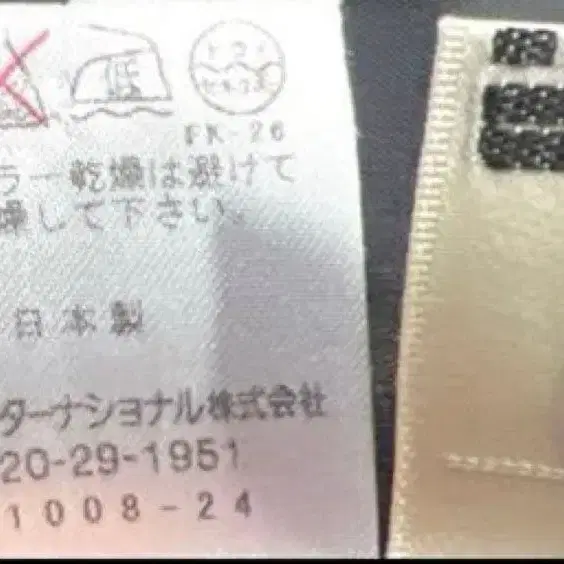 低
ドライ
セキユ系
FK-26
ラー乾燥は避けて
燥して下さい。
日本製
ターナショナル株式会社
20-29-1951
1008-24